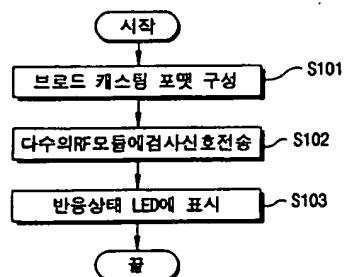 시작
브로드 캐스팅 포맷 구성
S101
다수의RF모듈에검사신호전송
S102
반응상태 LED에 표시
S103
끝